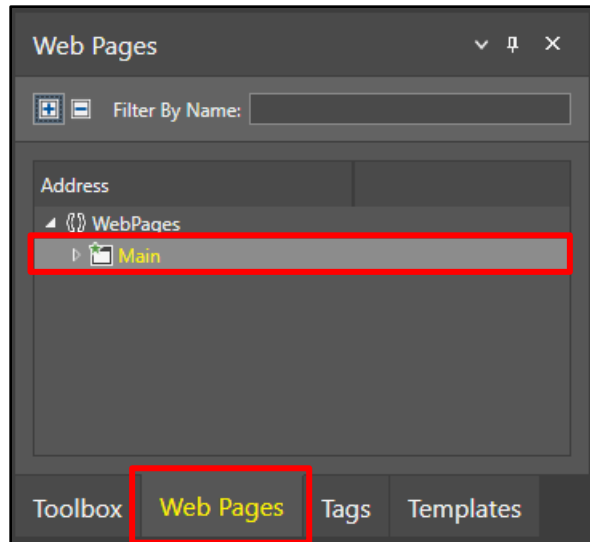 Web Pages
Filter By Name:
Address
WebPages
Main
Toolbox Web Pages Tags Templates